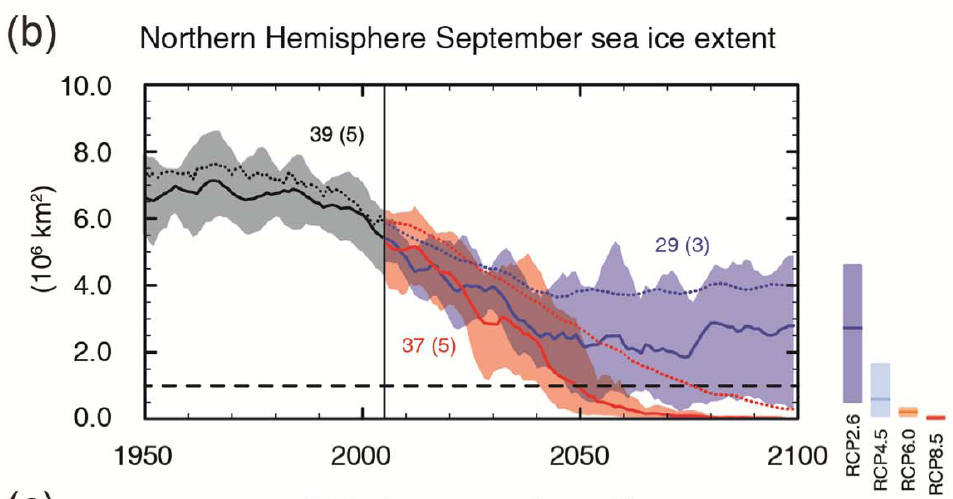 (b)
Northern Hemisphere September sea ice extent
10.0
8.0
6.0
4.0
2.0
0.0
(10⁶ km²)
39 (5)
29 (3)
37 (5)
1950
2000
2050
2100
RCP2.6
RCP4.5
RCP6.0
RCP8.5